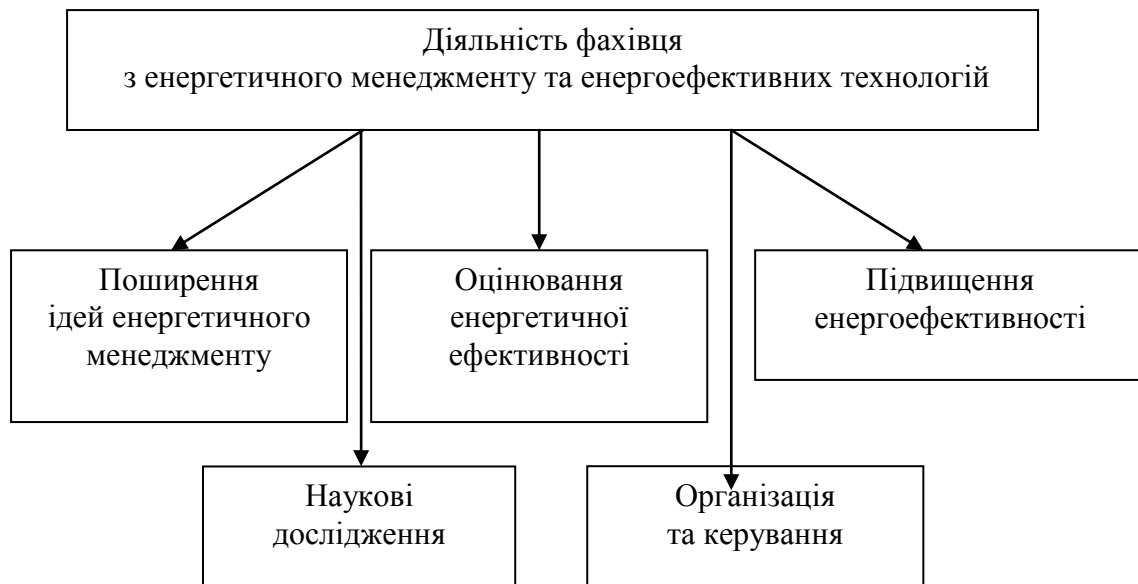 Діяльність фахівця
з енергетичного менеджменту та енергоефективних технологій
Поширення
ідей енергетичного
менеджменту
Оцінювання
енергетичної
ефективності
Підвищення
енергоефективності
Наукові
дослідження
Організація
та керування